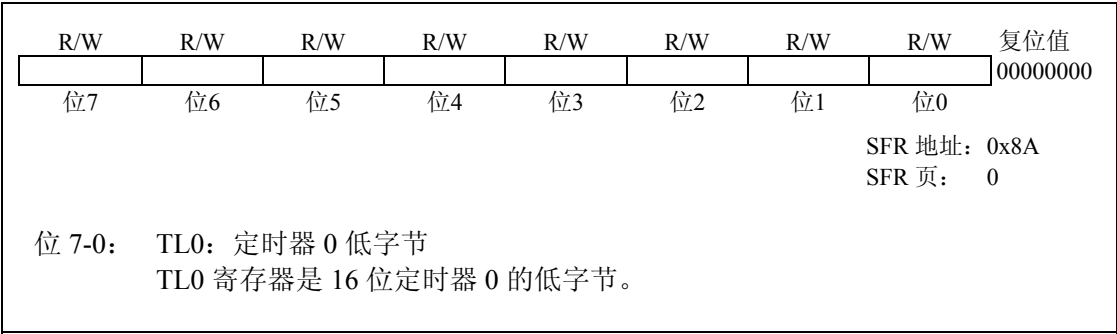 R/W R/W R/W R/W R/W R/W R/W R/W 复位值
00000000
位7 位6 位5 位4 位3 位2 位1 位0
SFR 地址: 0x8A
SFR 页: 0
位 7-0: TL0: 定时器 0 低字节
TL0 寄存器是 16 位定时器 0 的低字节。